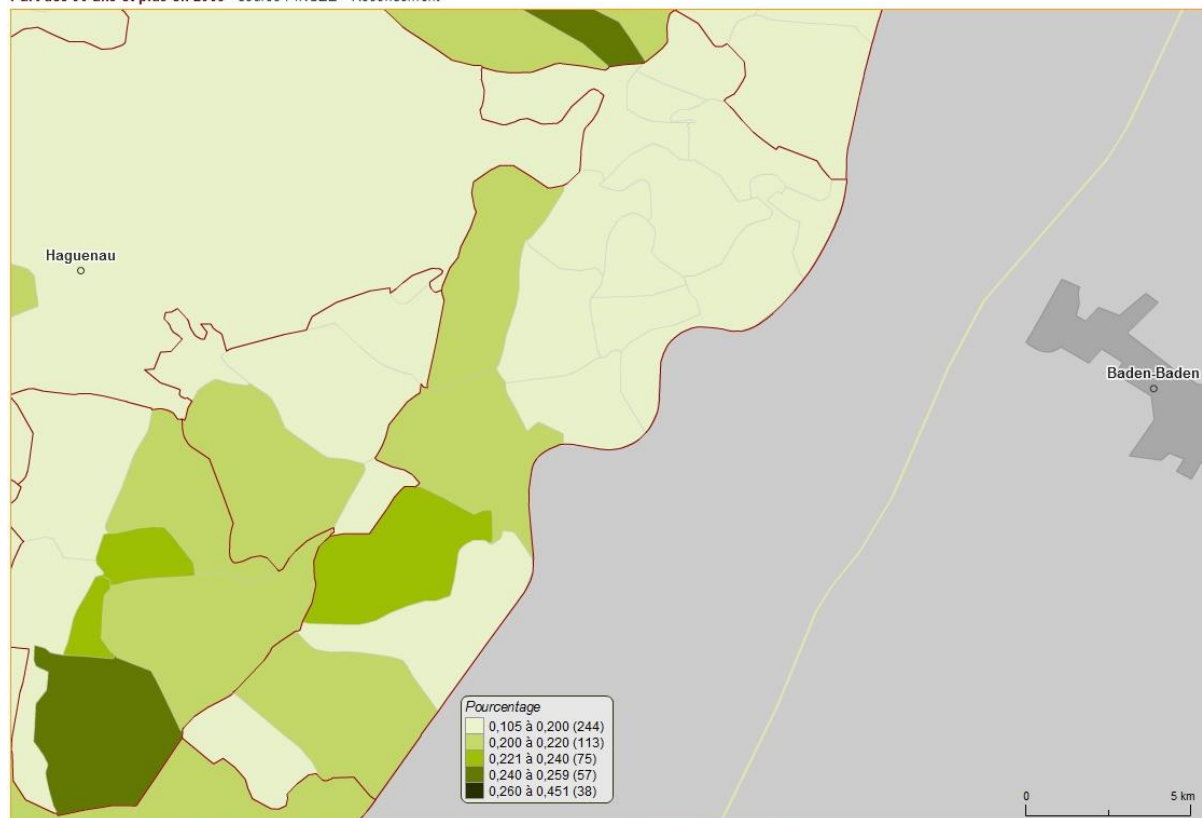 Haguenau
Baden-Baden
Pourcentage
0,105 à 0,200 (244)
0,200 à 0,220 (113)
0,221 à 0,240 (75)
0,240 à 0,259 (57)
0,260 à 0,451 (38)
0 5 km